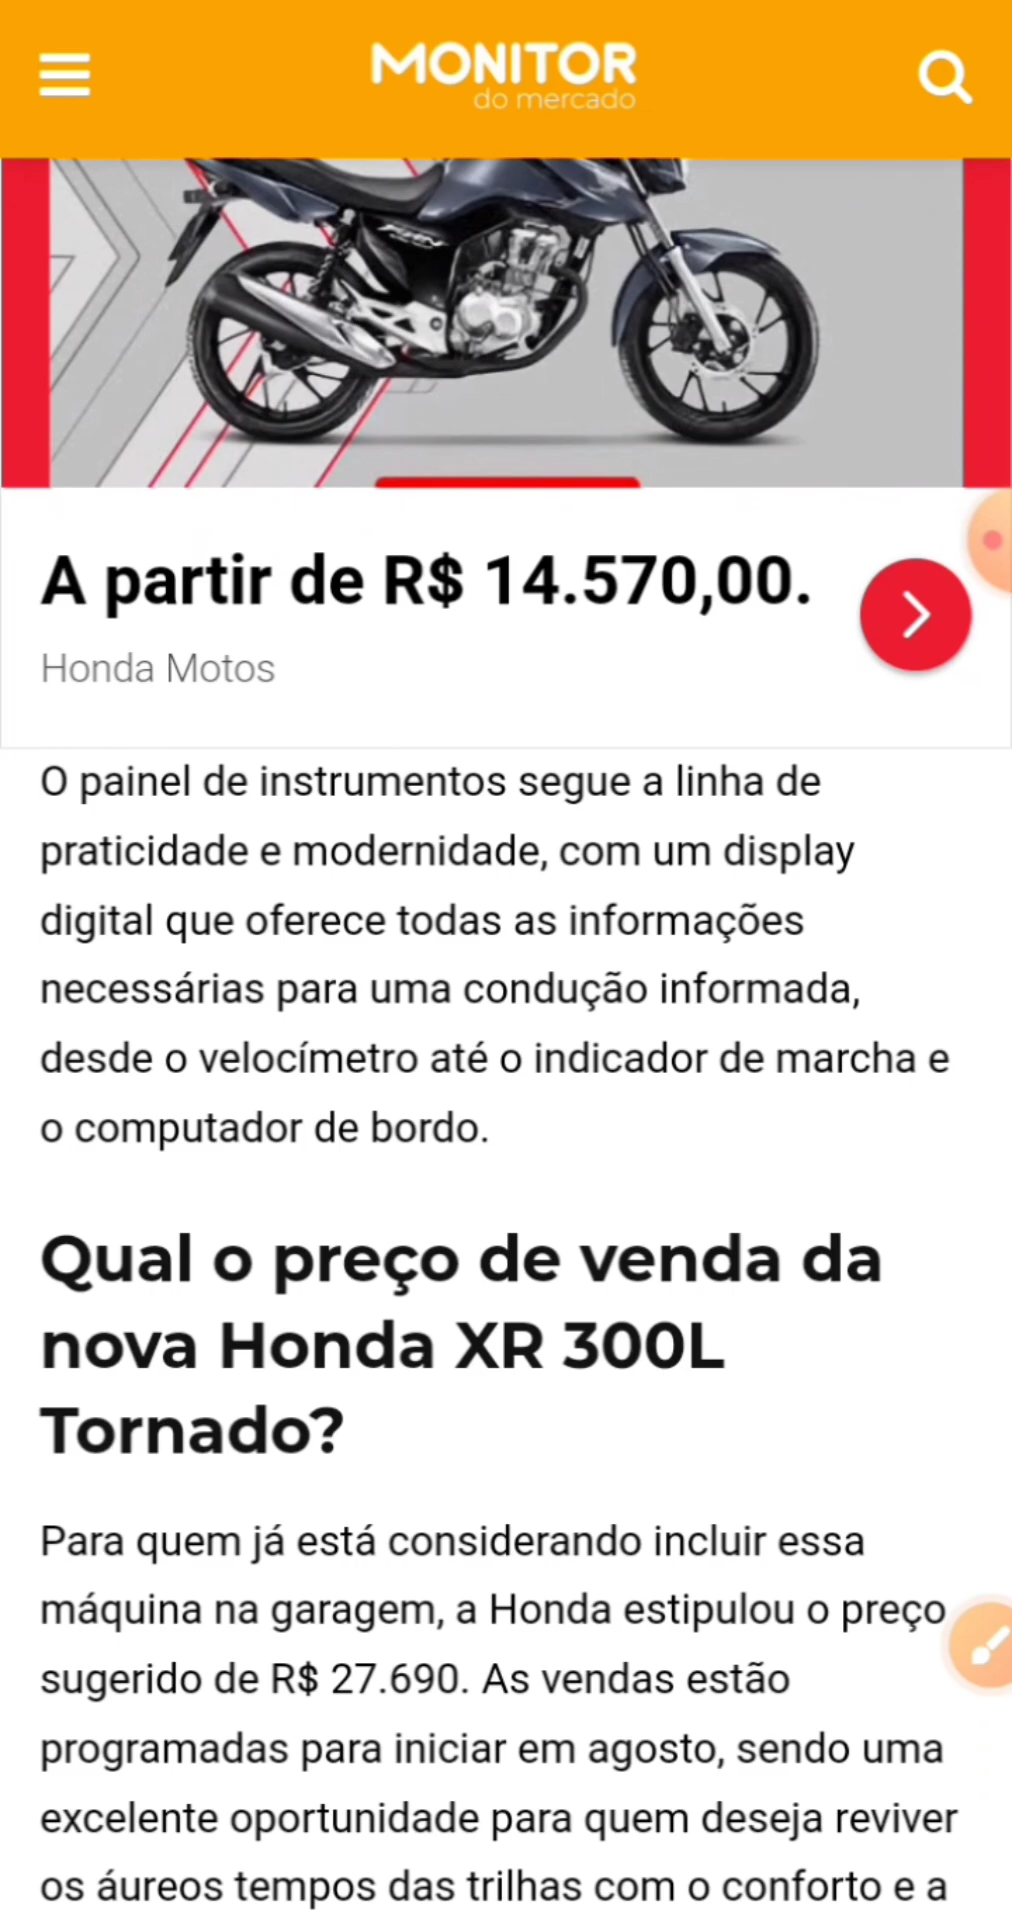 MONITOR
do mercado
A partir de R$ 14.570,00.
Honda Motos
O painel de instrumentos segue a linha de
praticidade e modernidade, com um display
digital que oferece todas as informações
necessárias para uma condução informada,
desde o velocímetro até o indicador de marcha e
o computador de bordo.
Qual o preço de venda da
nova Honda XR 300L
Tornado?
Para quem já está considerando incluir essa
máquina na garagem, a Honda estipulou o preço
sugerido de R$ 27.690. As vendas estão
programadas para iniciar em agosto, sendo uma
excelente oportunidade para quem deseja reviver
os áureos tempos das trilhas com o conforto e a